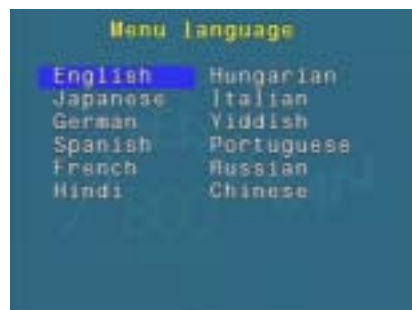 Menu language
English Hungarian
Japanese Italian
German Yiddish
Spanish Portuguese
French Russian
Hindi Chinese